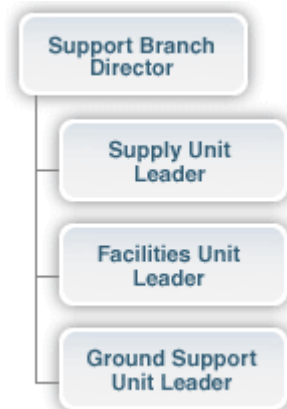 Support Branch
Director
Supply Unit
Leader
Facilities Unit
Leader
Ground Support
Unit Leader